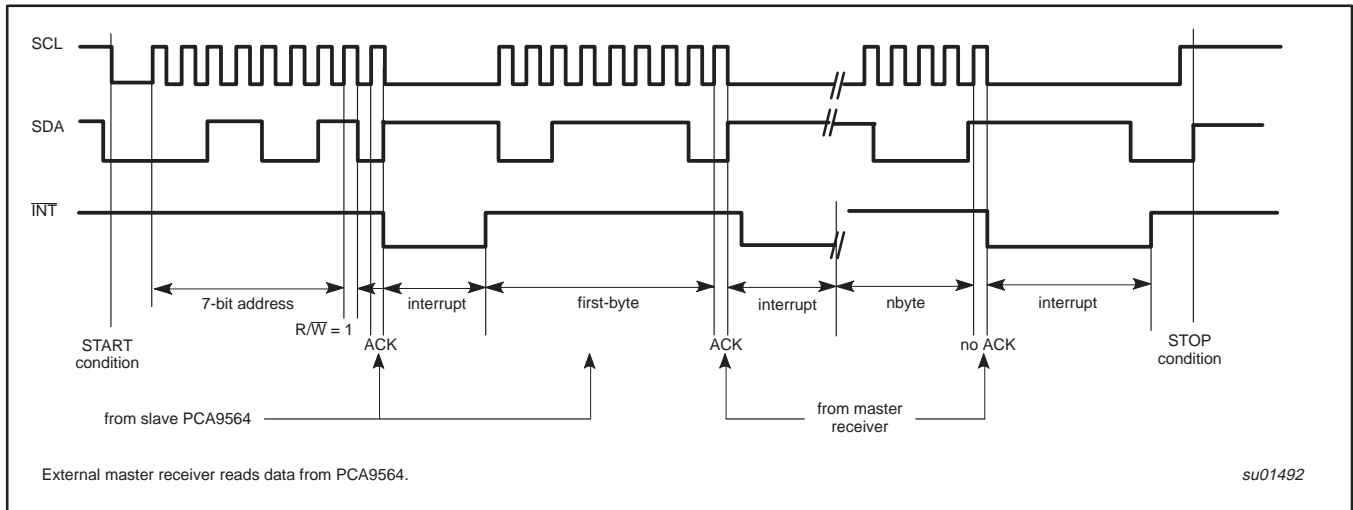 SCL
SDA
INT
7-bit address
interrupt
first-byte
interrupt
nbyte
interrupt
R/W = 1
START
condition
ACK
ACK
no ACK
STOP
condition
from slave PCA9564
from master
receiver
External master receiver reads data from PCA9564.
su01492